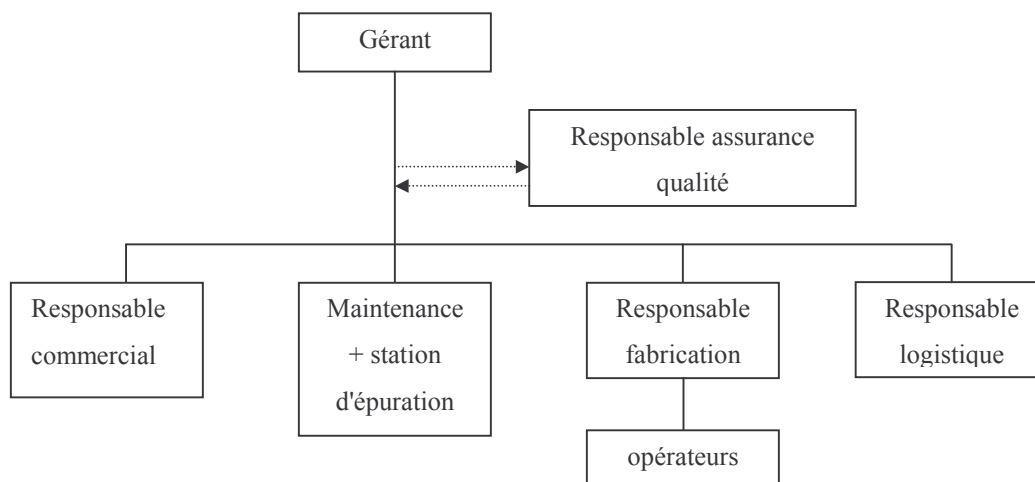 Gérant
Responsable assurance
qualité
Responsable
commercial
Maintenance
+ station
d'épuration
Responsable
fabrication
Responsable
logistique
opérateurs